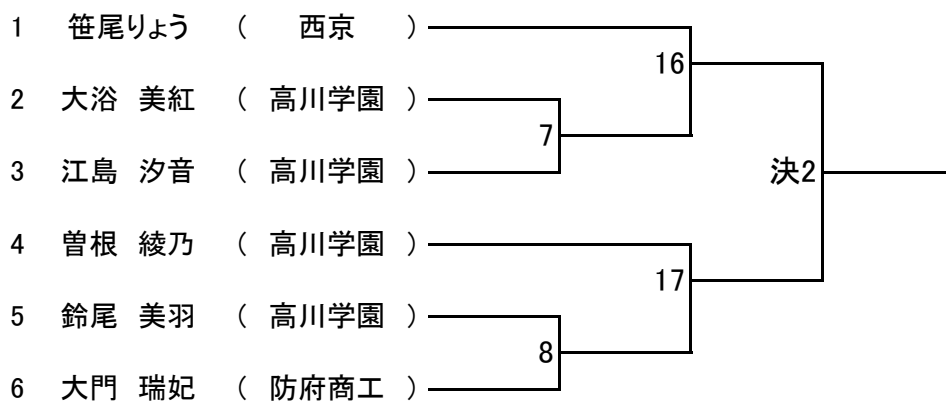 1 笹尾りょう ( 西京 )
16
2 大浴 美紅 ( 高川学園 )
7
3 江島 汐音 ( 高川学園 )
決2
4 曽根 綾乃 ( 高川学園 )
17
5 鈴尾 美羽 ( 高川学園 )
8
6 大門 瑞妃 ( 防府商工 )